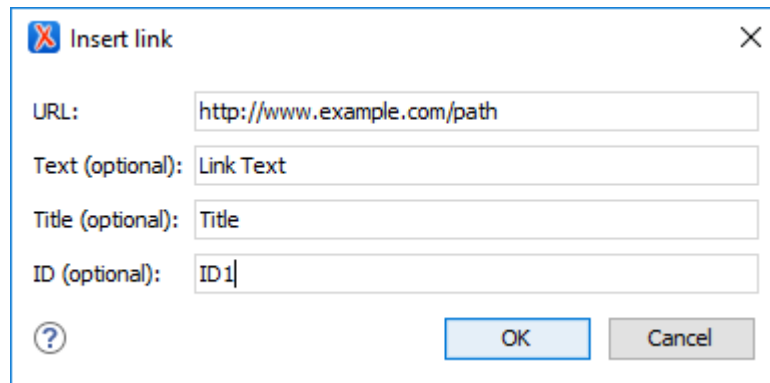 Insert link
URL: http://www.example.com/path
Text (optional): Link Text
Title (optional): Title
ID (optional): ID1
? OK Cancel